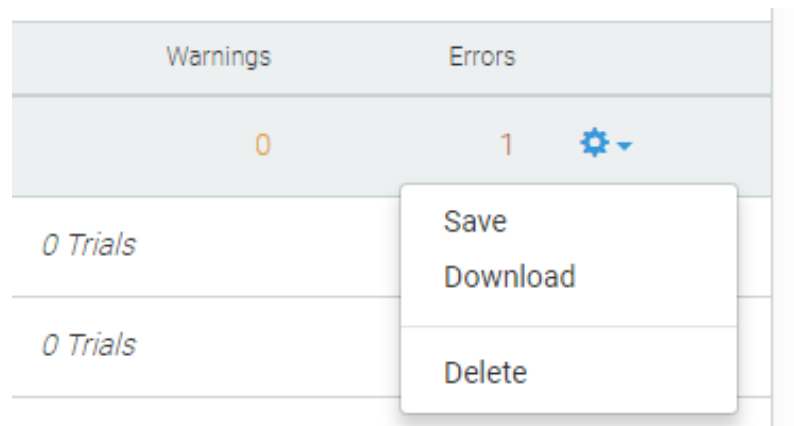 Warnings Errors
0 1
0 Trials
Save
Download
0 Trials
Delete